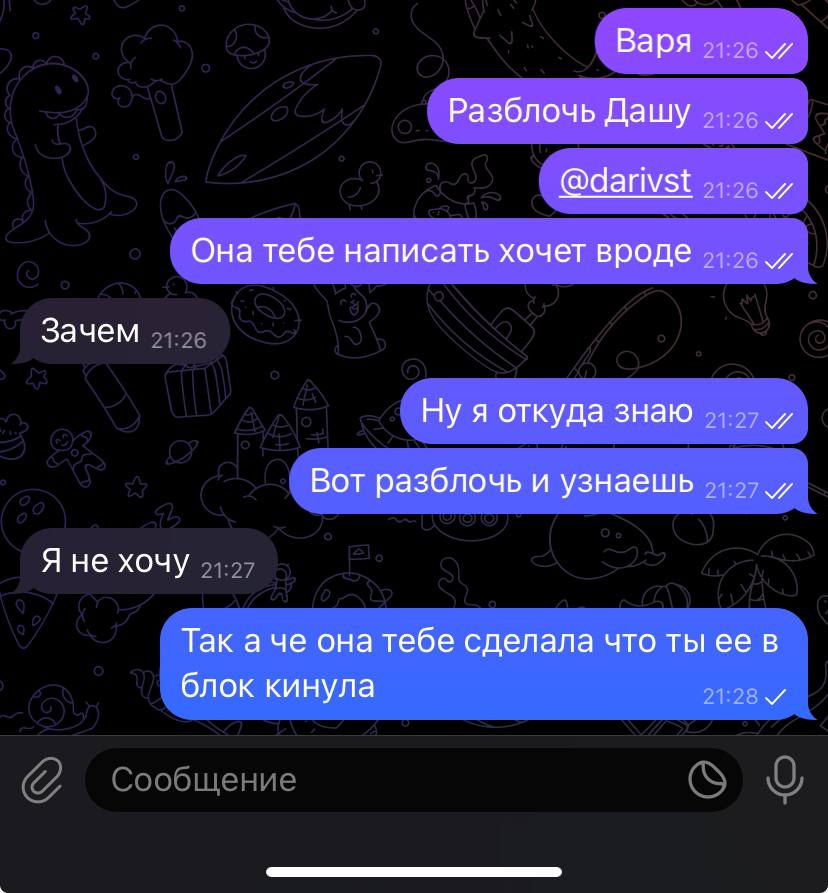 Варя 21:26
Разблочь Дашу 21:26
@darivst 21:26
Она тебе написать хочет вроде 21:26
Зачем 21:26
Ну я откуда знаю 21:27
Вот разблочь и узнаешь 21:27
Я не хочу 21:27
Так а че она тебе сделала что ты ее в
блок кинула 21:28
Сообщение